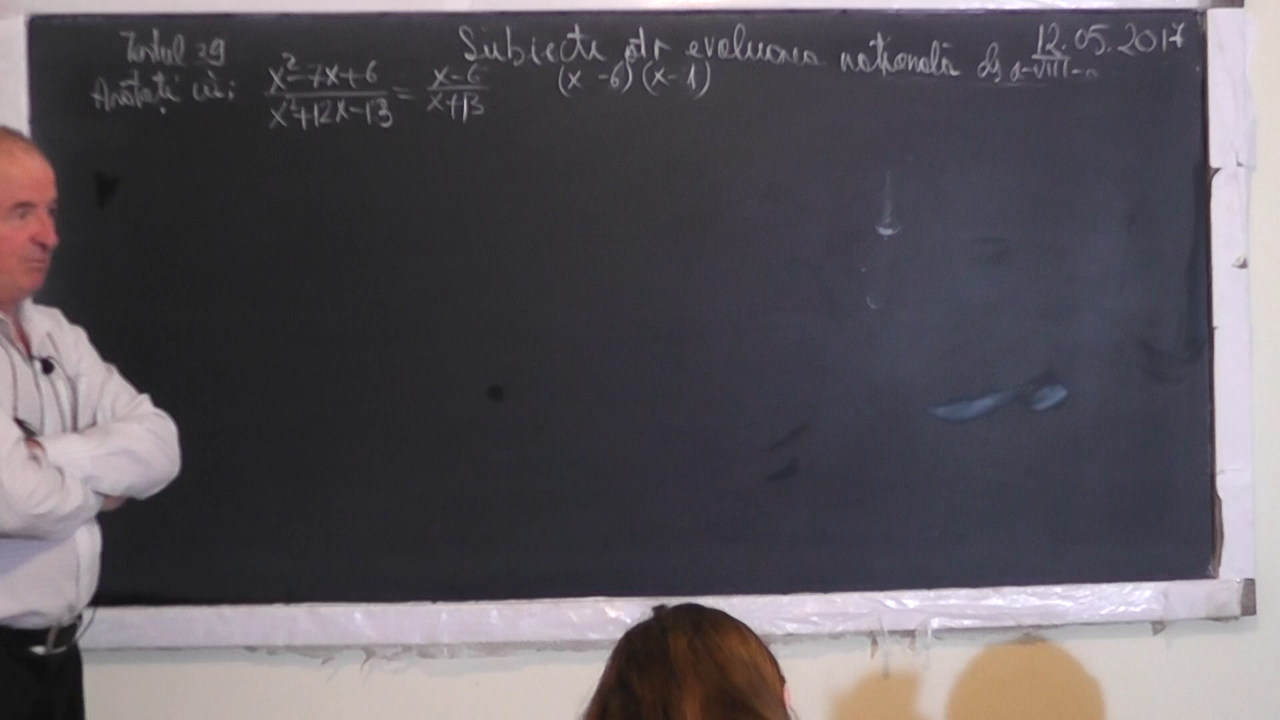 Testul 29 Subiecte ptr evaluarea națională 12.05.2017
Arătați că: x²-7x+6 / x²+12x-13 = x-6 / x+13 (x-6)(x-1) a-VIII-a